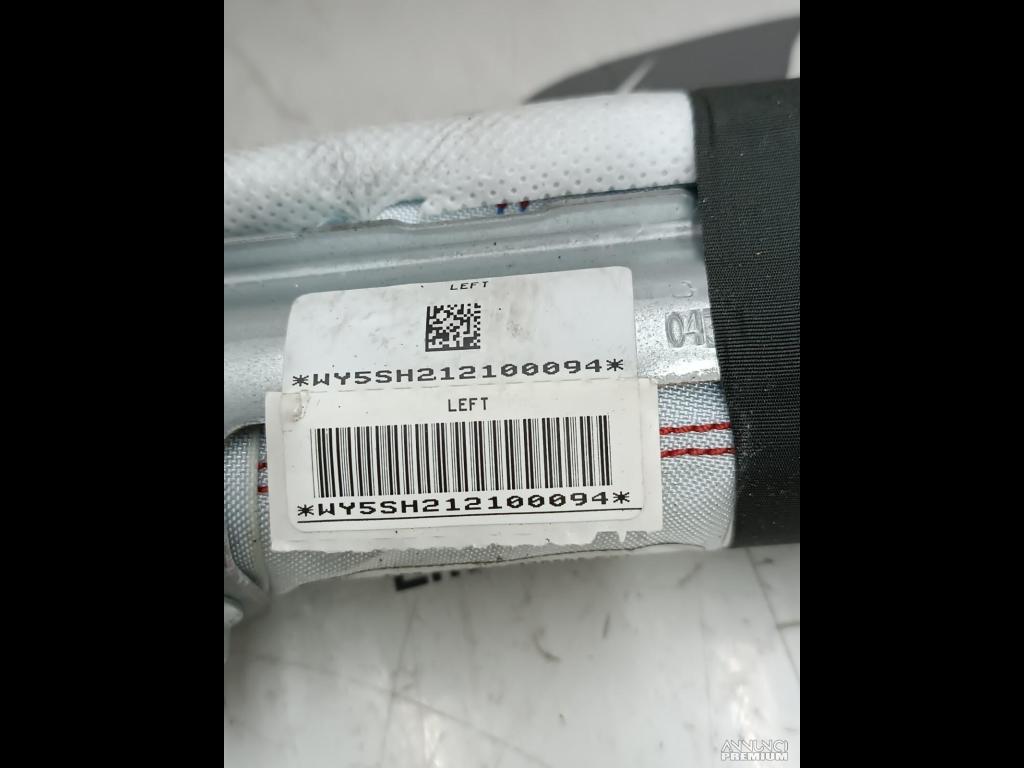 LEFT
*WY5SH212100094*
LEFT
*WY5SH212100094*
ANNUNCI
PREMIUM